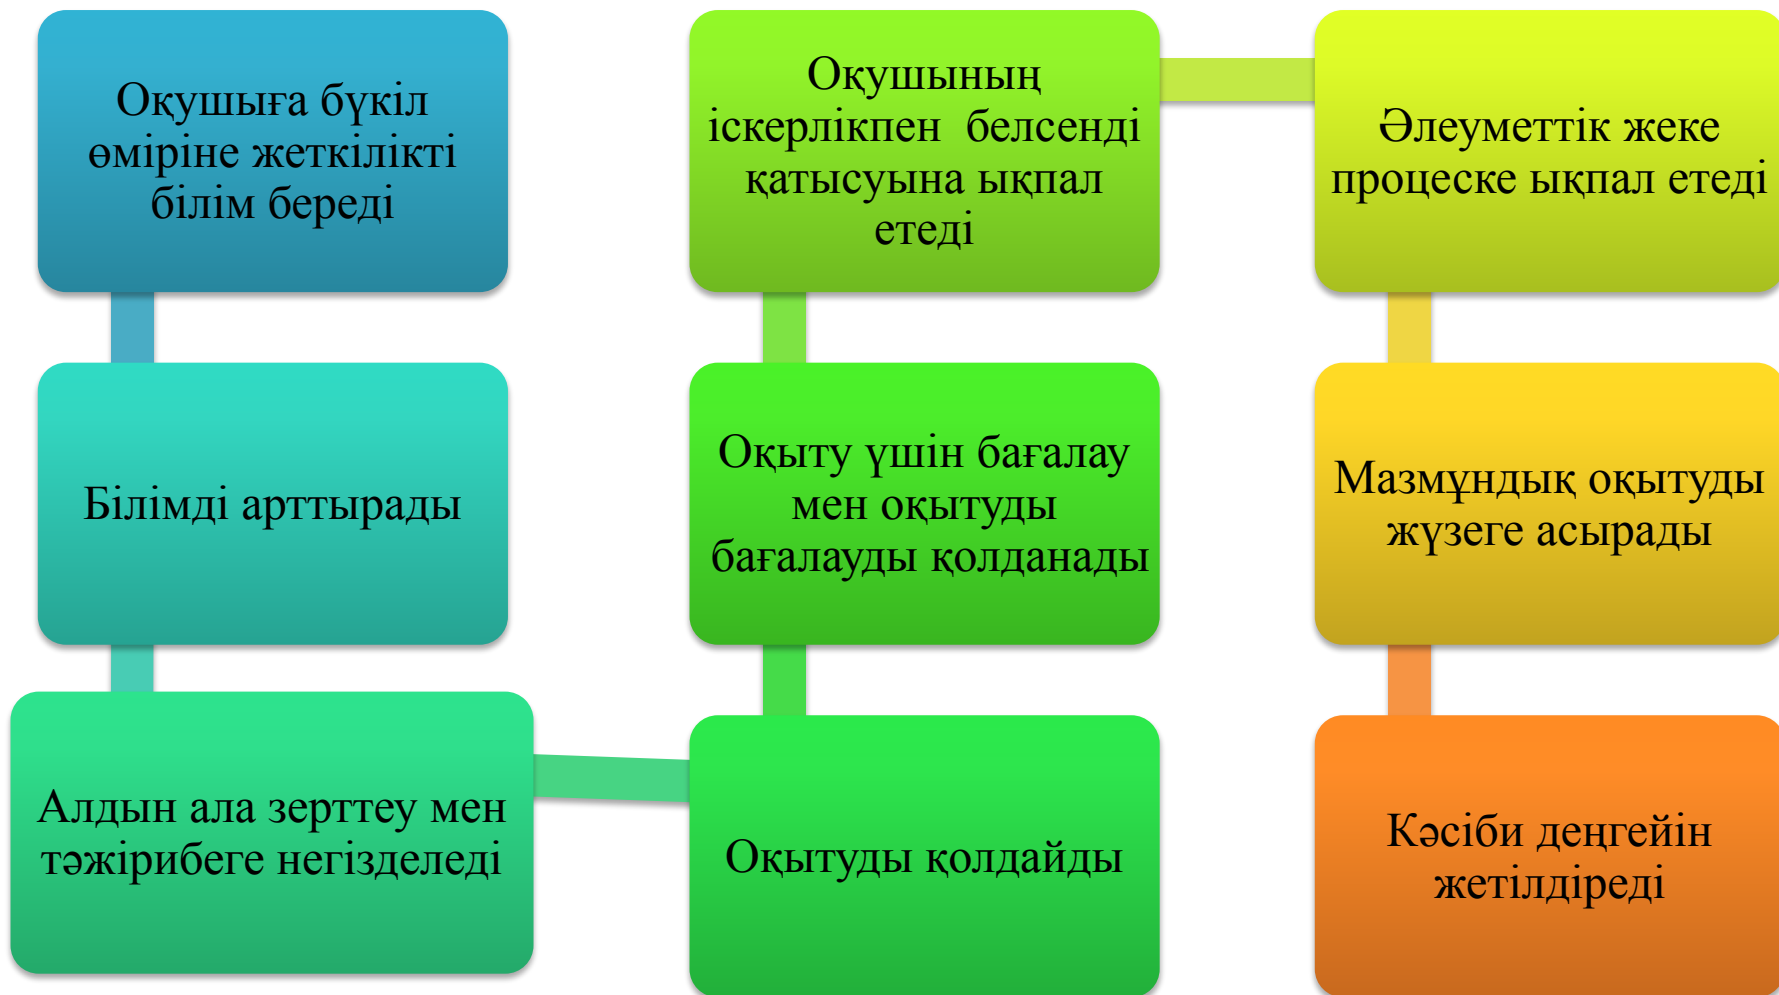 Оқушыға бүкіл
өміріне жеткілікті
білім береді
Білімді арттырады
Алдын ала зерттеу мен
тәжірибеге негізделеді
Оқытуды қолдайды
Оқыту үшін бағалау
мен оқытуды
бағалауды қолданады
Оқушының
іскерлікпен  белсенді
қатысуына ықпал
етеді
Әлеуметтік жеке
процеске ықпал етеді
Мазмұндық оқытуды
жүзеге асырады
Кәсіби деңгейін
жетілдіреді